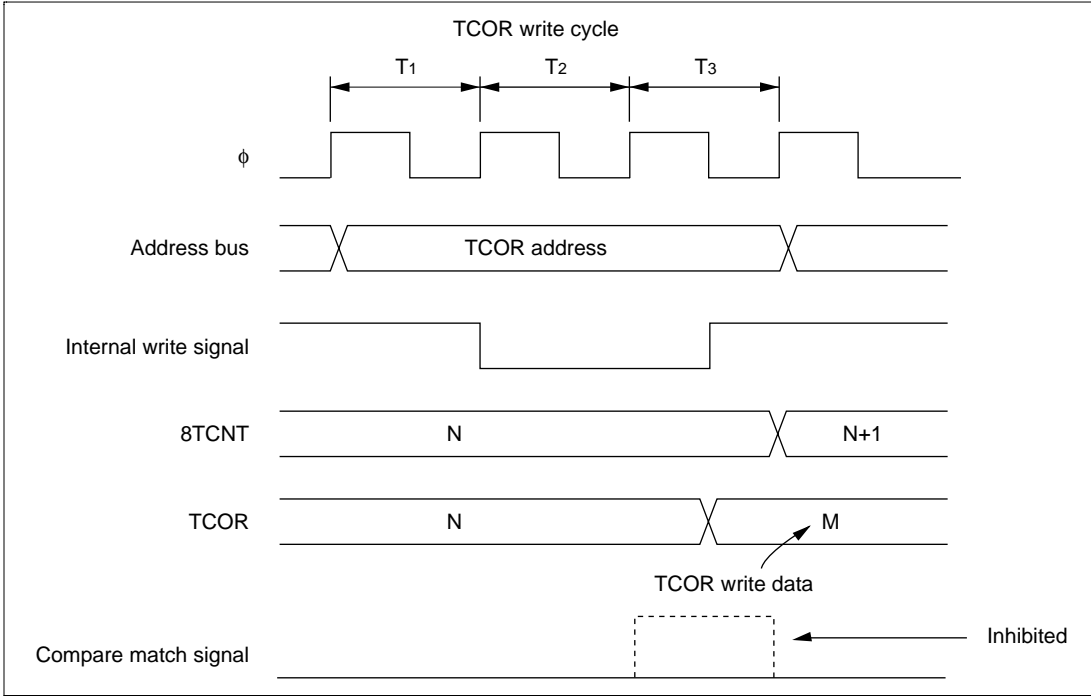 TCOR write cycle
T1 T2 T3
φ
Address bus TCOR address
Internal write signal
8TCNT N N+1
TCOR N M
TCOR write data
Inhibited
Compare match signal